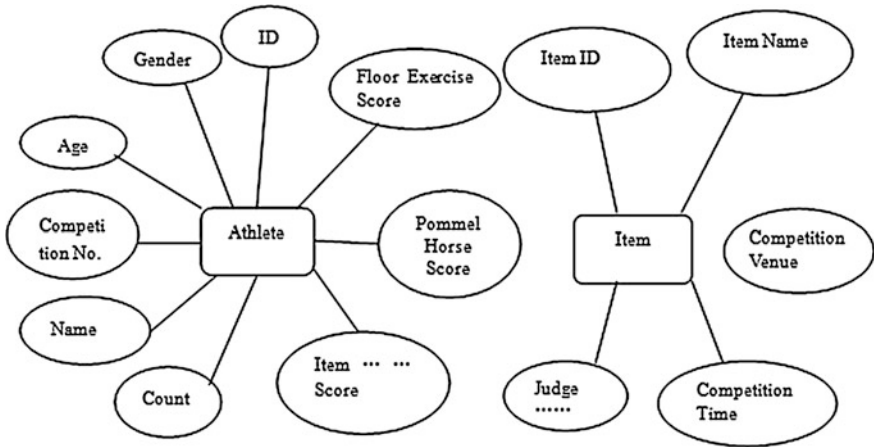 ID
Gender
Floor Exercise
Score
Age
Competi
tion No.
Athlete
Pommel
Horse
Score
Name
Count
Item ··· ···
Score
Item ID
Item Name
Item
Competition
Venue
Judge
······
Competition
Time